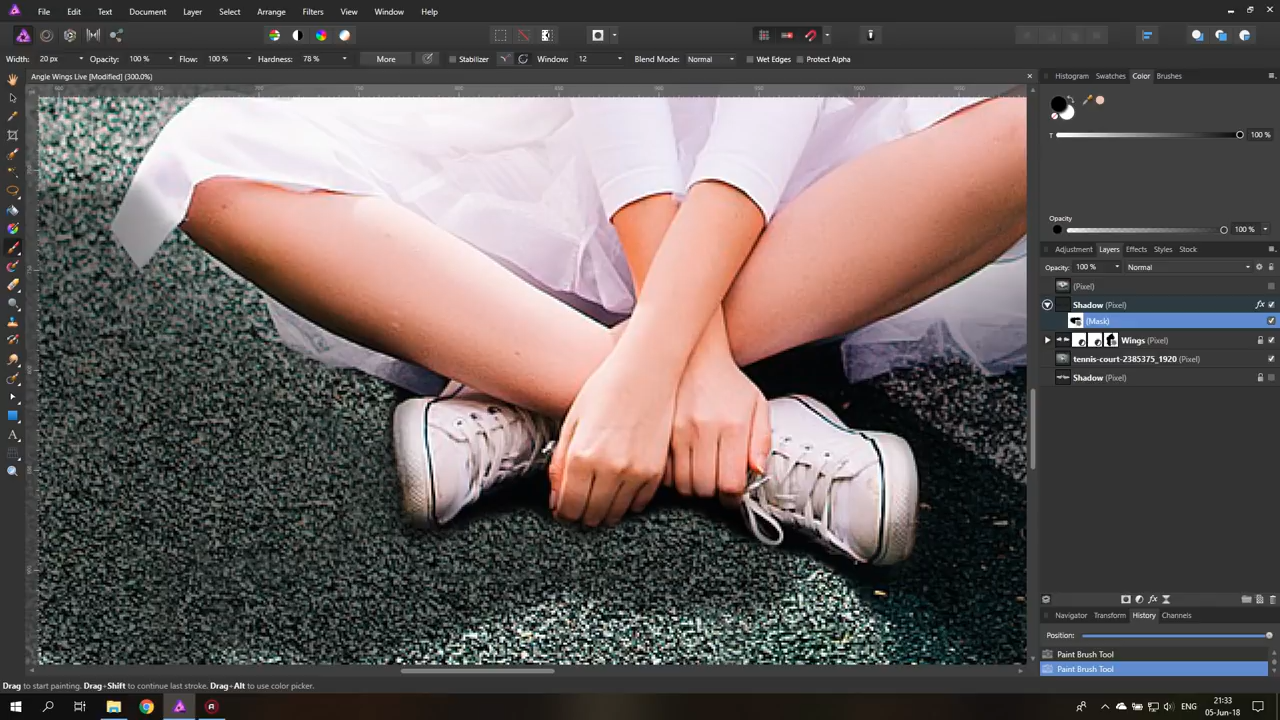 File Edit Text Document Layer Select Arrange Filters View Window Help
Width: 20 px Opacity: 100 % Flow: 100 % Hardness: 78 % More Stabilizer Window: 12 Blend Mode: Normal Wet Edges Protect Alpha
Angie Wings Live [Modified] (300.0%)
Histogram Swatches Color Brushes
T 100 %
Opacity
100 %
Adjustment Layers Effects Styles Stock
Opacity: 100 % Normal
(Pixel)
Shadow (Pixel) fx
(Mask)
Wings (Pixel)
tennis-court-2385375_1920 (Pixel)
Shadow (Pixel)
fx
Navigator Transform History Channels
Position:
Paint Brush Tool
Paint Brush Tool
Drag to start painting. Drag+Shift to continue last stroke. Drag+Alt to use color picker.
ENG
21:33
05-Jun-18